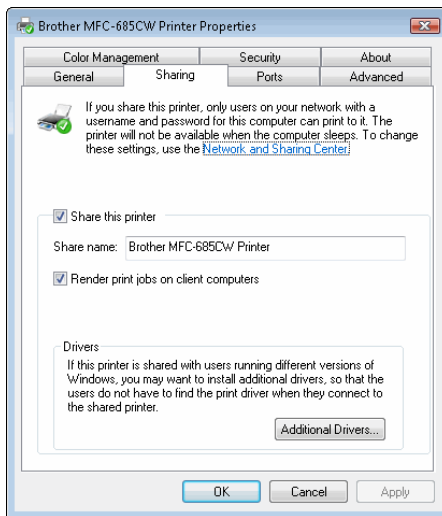 Brother MFC-685CW Printer Properties
Color Management Security About
General Sharing Ports Advanced
If you share this printer, only users on your network with a
username and password for this computer can print to it. The
printer will not be available when the computer sleeps. To change
these settings, use the Network and Sharing Center.
Share this printer
Share name: Brother MFC-685CW Printer
Render print jobs on client computers
Drivers
If this printer is shared with users running different versions of
Windows, you may want to install additional drivers, so that the
users do not have to find the print driver when they connect to
the shared printer.
Additional Drivers...
OK Cancel Apply